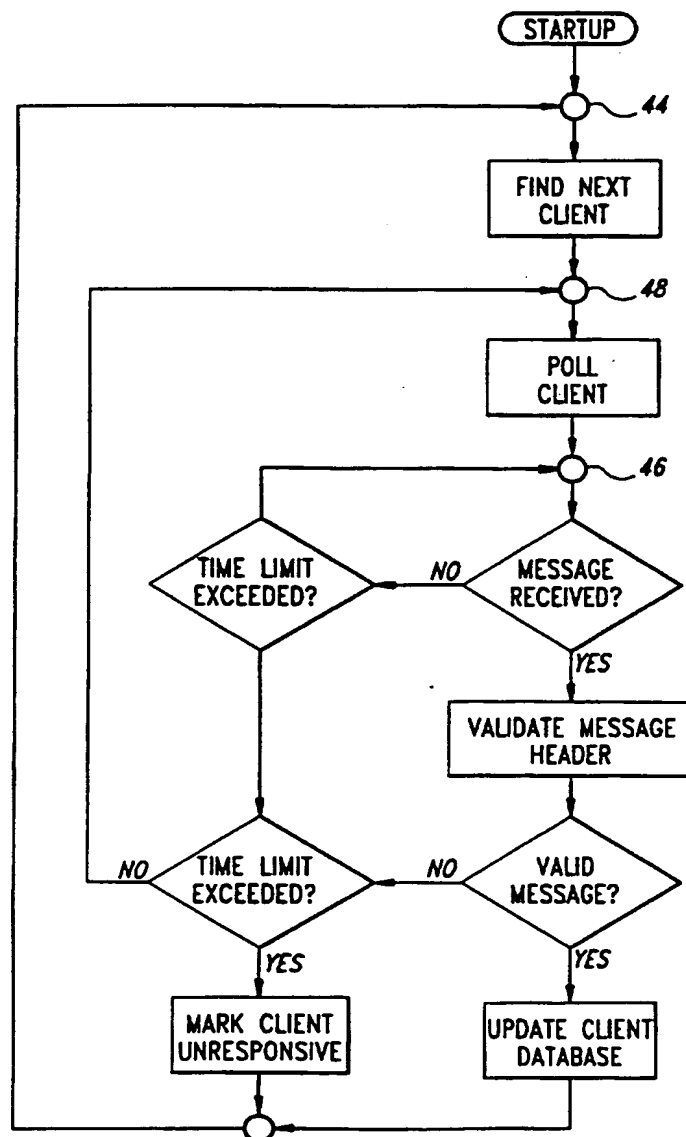 STARTUP
44
FIND NEXT
CLIENT
48
POLL
CLIENT
46
TIME LIMIT
EXCEEDED?
NO
MESSAGE
RECEIVED?
YES
VALIDATE MESSAGE
HEADER
NO
TIME LIMIT
EXCEEDED?
NO
VALID
MESSAGE?
YES
YES
MARK CLIENT
UNRESPONSIVE
UPDATE CLIENT
DATABASE